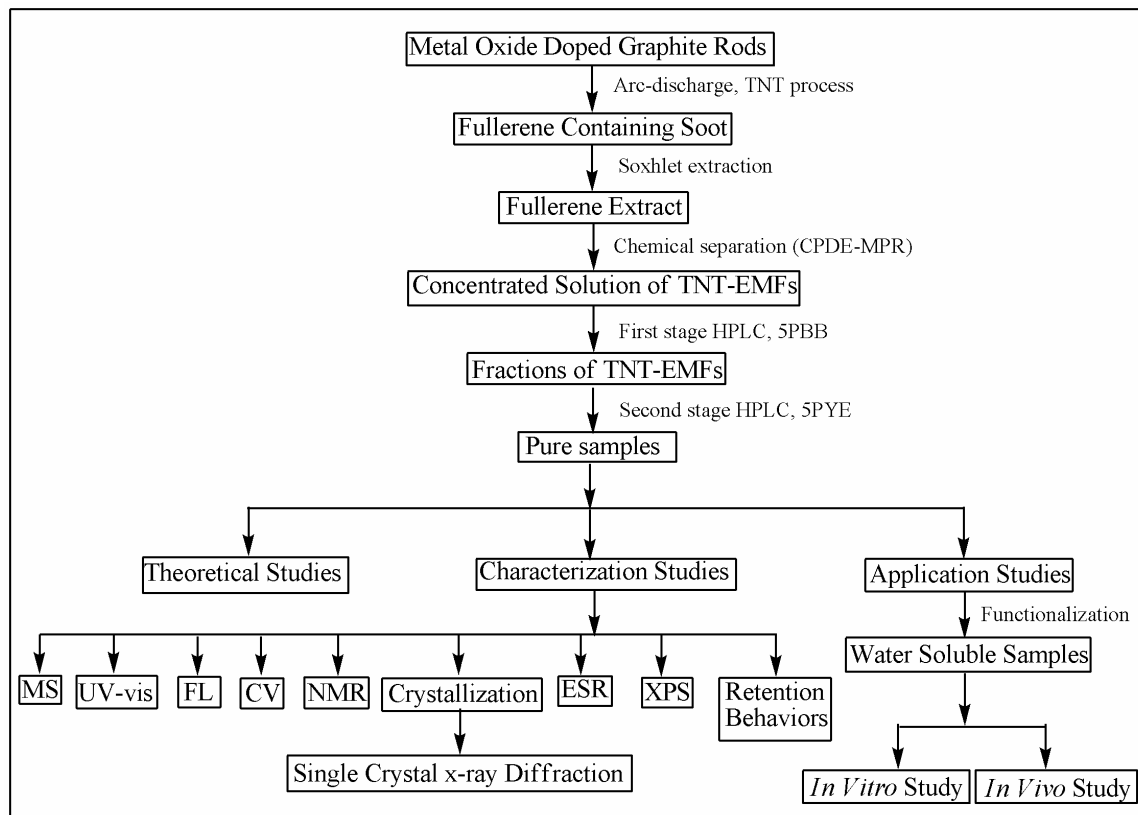 Metal Oxide Doped Graphite Rods
Arc-discharge, TNT process
Fullerene Containing Soot
Soxhlet extraction
Fullerene Extract
Chemical separation (CPDE-MPR)
Concentrated Solution of TNT-EMFs
First stage HPLC, 5PBB
Fractions of TNT-EMFs
Second stage HPLC, 5PYE
Pure samples
Theoretical Studies
Characterization Studies
Application Studies
Functionalization
Water Soluble Samples
MS
UV-vis
FL
CV
NMR
Crystallization
ESR
XPS
Retention
Behaviors
Single Crystal x-ray Diffraction
In Vitro Study
In Vivo Study